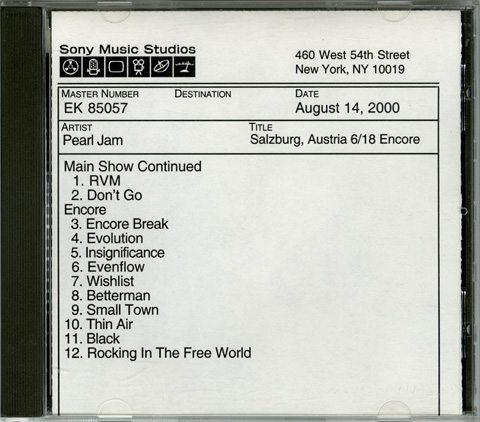 Sony Music Studios
460 West 54th Street
New York, NY 10019
MASTER NUMBER DESTINATION DATE
EK 85057 August 14, 2000
ARTIST TITLE
Pearl Jam Salzburg, Austria 6/18 Encore
Main Show Continued
1. RVM
2. Don't Go
Encore
3. Encore Break
4. Evolution
5. Insignificance
6. Evenflow
7. Wishlist
8. Betterman
9. Small Town
10. Thin Air
11. Black
12. Rocking In The Free World